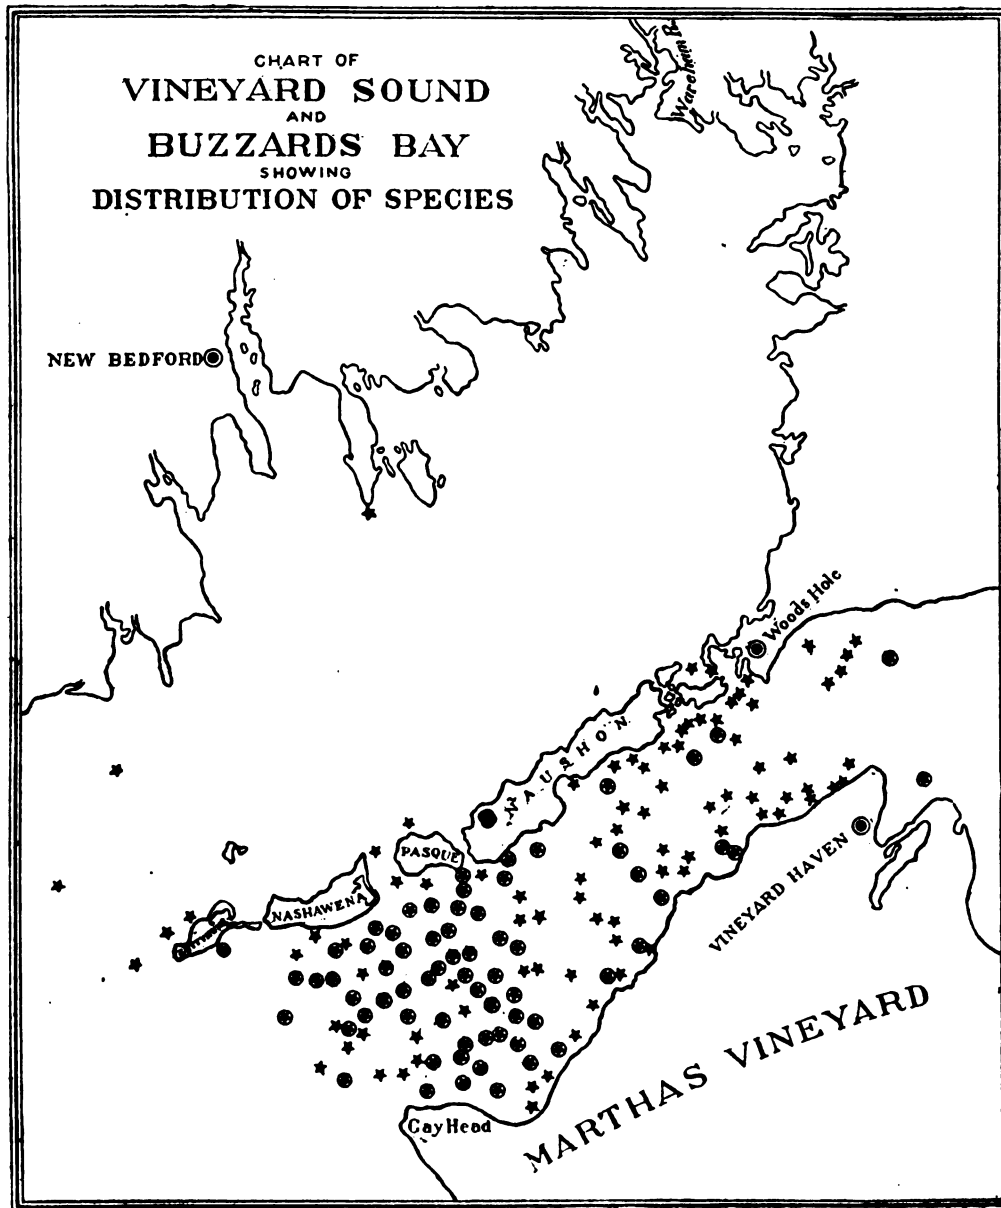 CHART OF
VINEYARD SOUND
AND
BUZZARDS BAY
SHOWING
DISTRIBUTION OF SPECIES
Wareham R.
NEW BEDFORD
Woods Hole
NAUSHON
PASQUE
NASHAWENA
VINEYARD HAVEN
MARTHAS VINEYARD
Gay Head